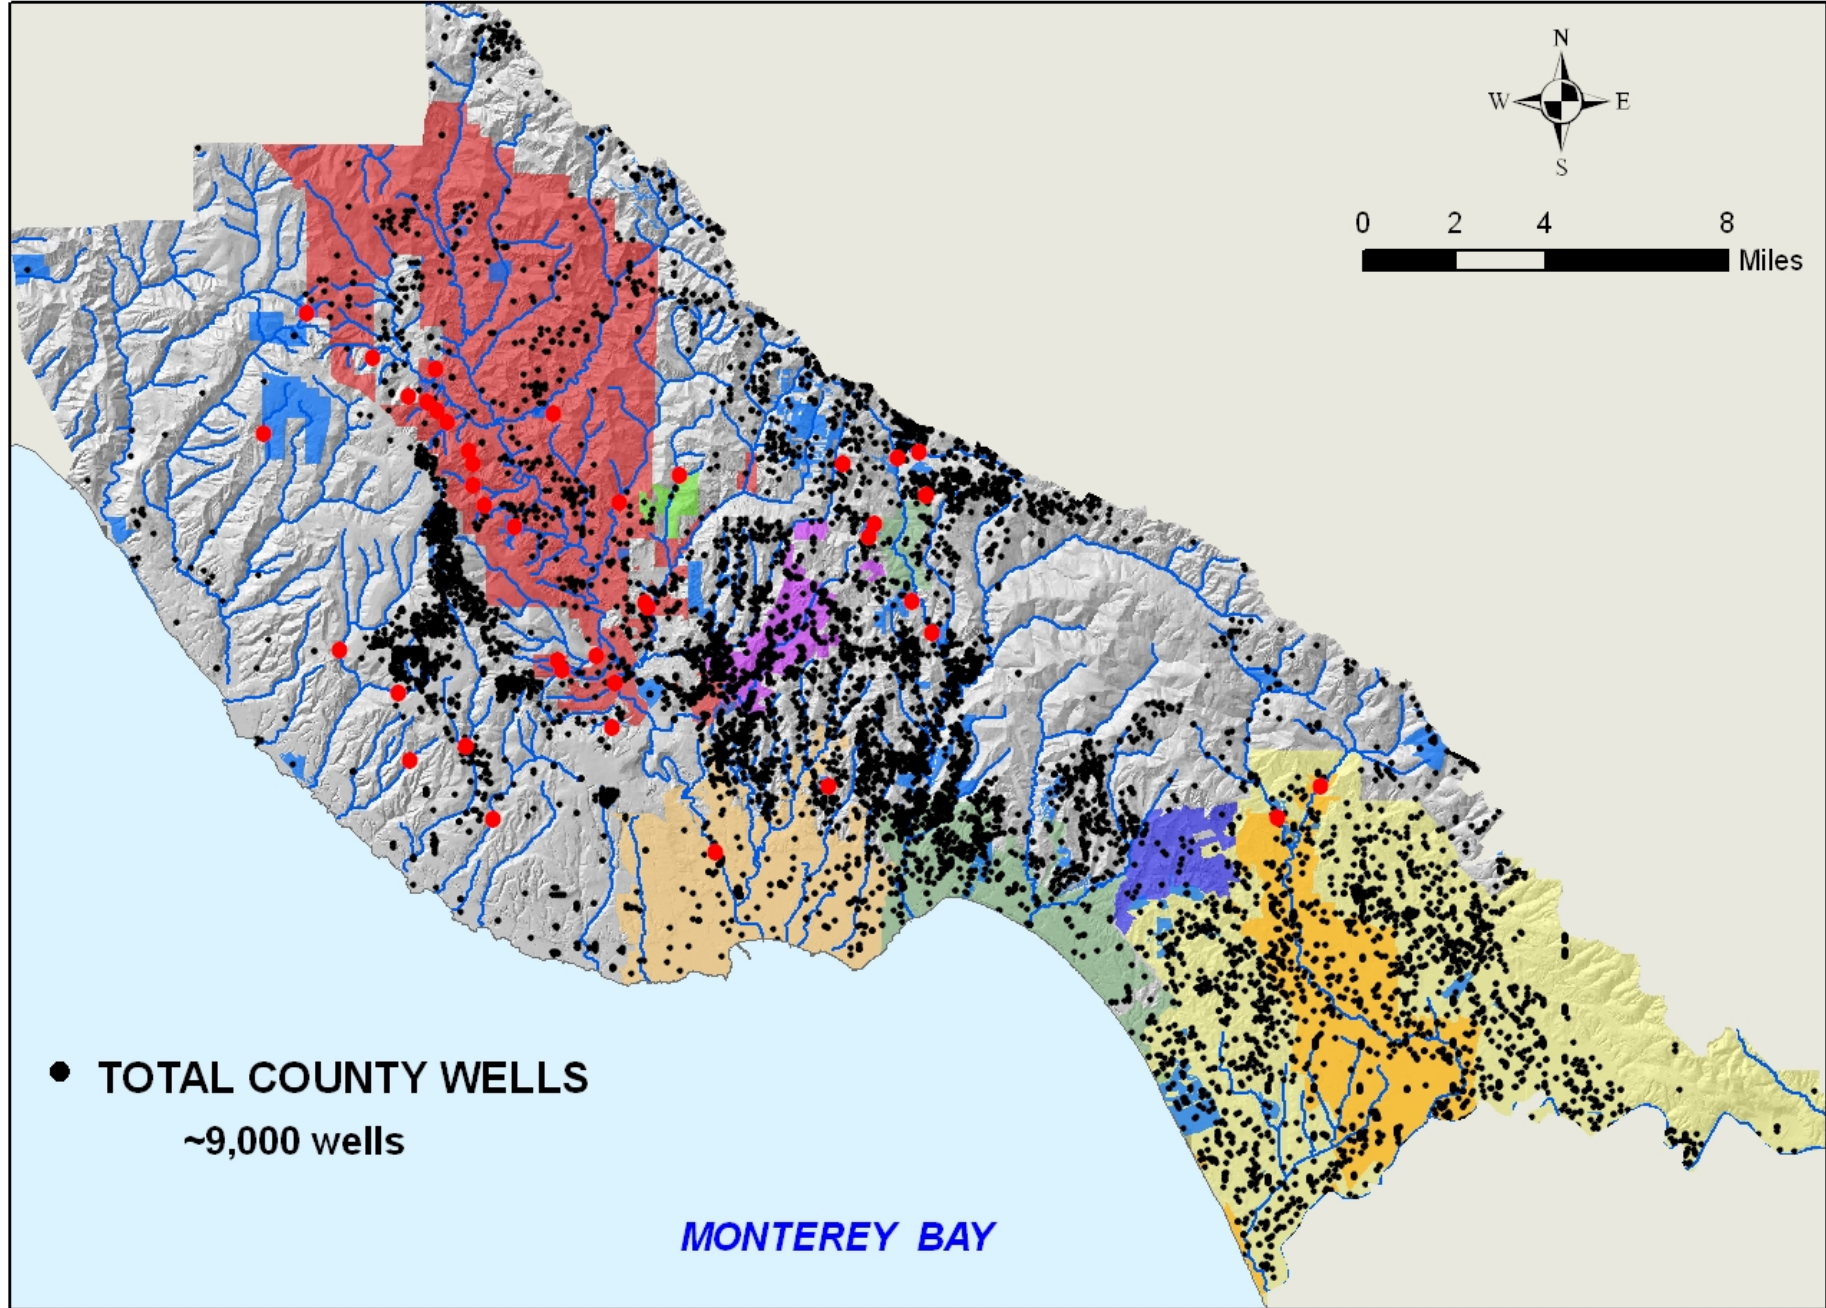 N
W E
S
0 2 4 8
Miles
TOTAL COUNTY WELLS
~9,000 wells
MONTEREY BAY